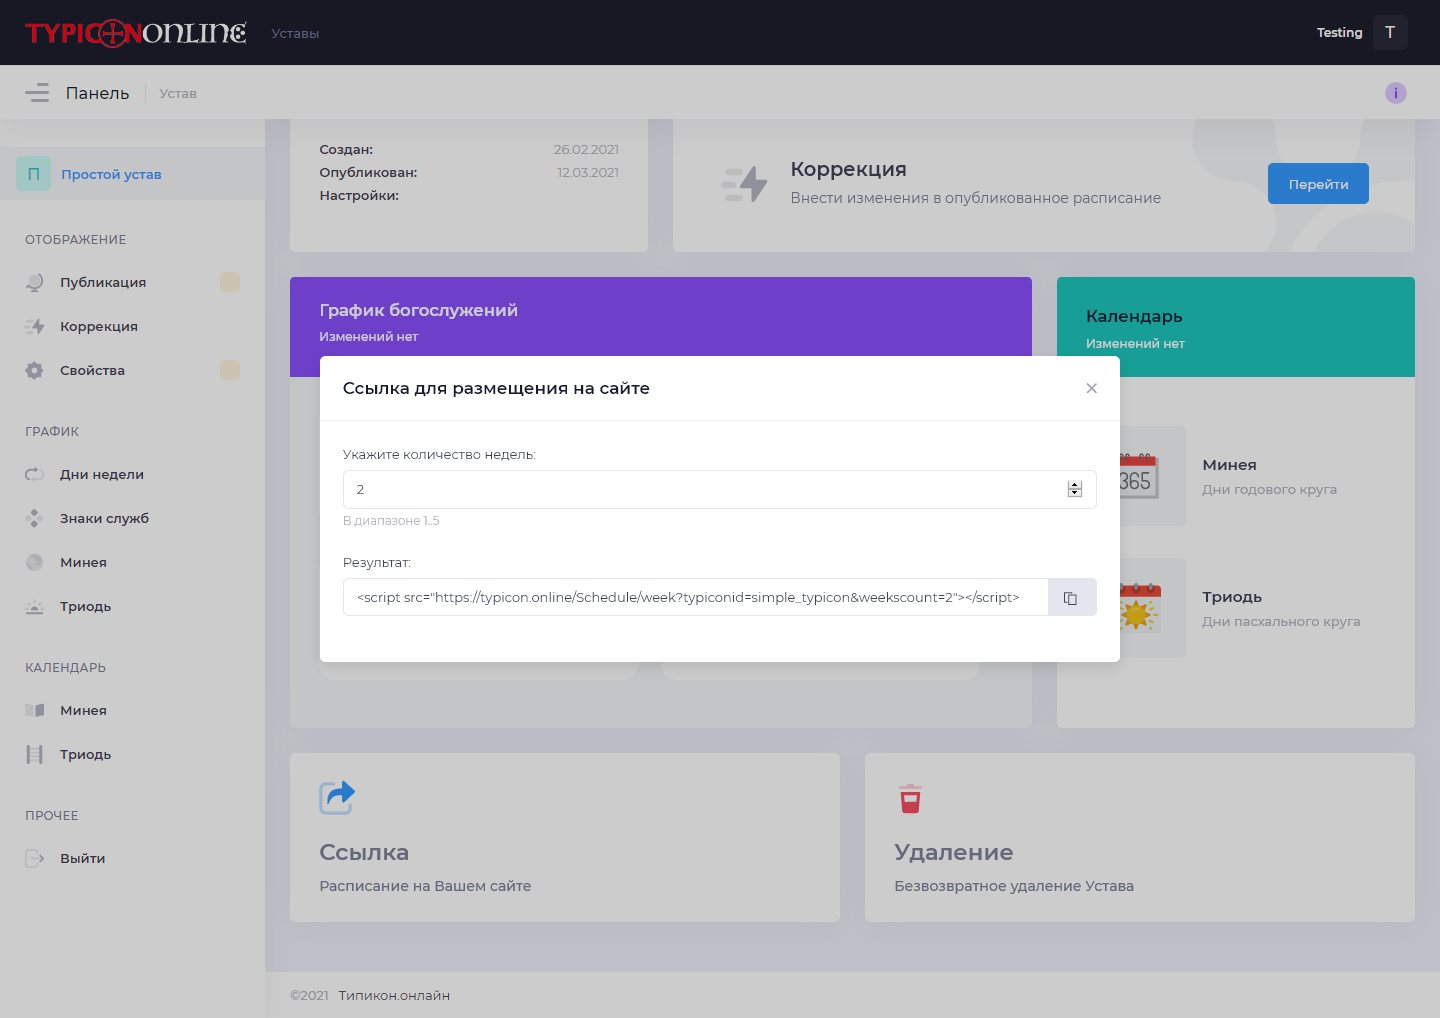 TYPICONONLINE
Уставы
Testing
T
Панель
Устав
i
П
Простой устав
ОТОБРАЖЕНИЕ
Публикация
Коррекция
Свойства
ГРАФИК
Дни недели
Знаки служб
Минея
Триодь
КАЛЕНДАРЬ
Минея
Триодь
ПРОЧЕЕ
Выйти
Создан: 26.02.2021
Опубликован: 12.03.2021
Настройки:
Коррекция
Внести изменения в опубликованное расписание
Перейти
График богослужений
Изменений нет
Календарь
Изменений нет
Ссылка для размещения на сайте
×
Укажите количество недель:
2
В диапазоне 1..5
Результат:
<script src="https://typicon.online/Schedule/week?typiconid=simple_typicon&weekscount=2"></script>
365
Минея
Дни годового круга
Триодь
Дни пасхального круга
Ссылка
Расписание на Вашем сайте
Удаление
Безвозвратное удаление Устава
©2021 Типикон.онлайн